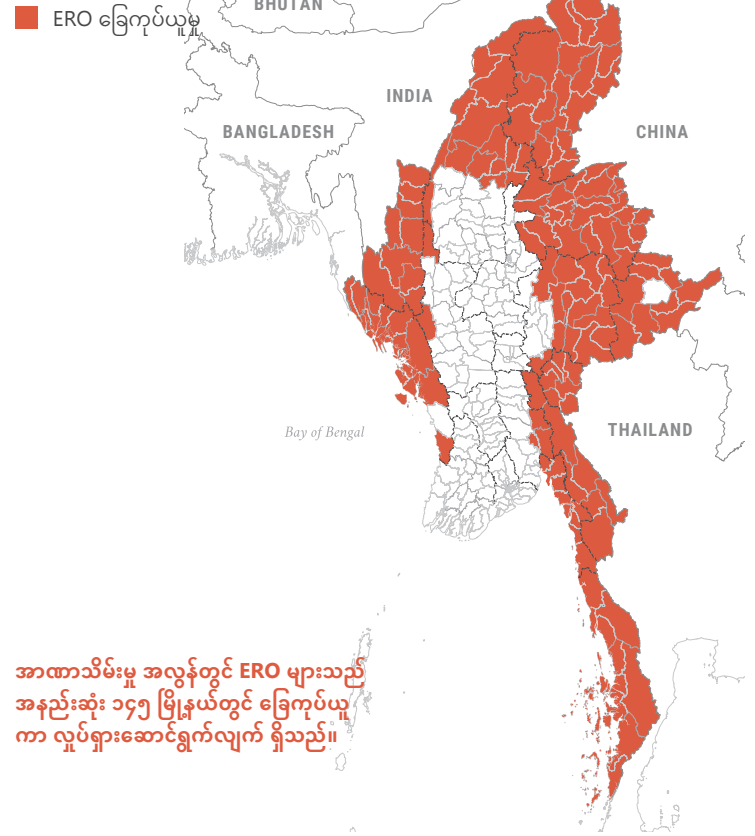 BHUTAN
ERO ခြေကုပ်ယူမှု
INDIA
BANGLADESH
CHINA
Bay of Bengal
THAILAND
အာဏာသိမ်းမှု အလွန်တွင် ERO များသည်
အနည်းဆုံး ၁၄၅ မြို့နယ်တွင် ခြေကုပ်ယူ
ကာ လှုပ်ရှားဆောင်ရွက်လျက် ရှိသည်။